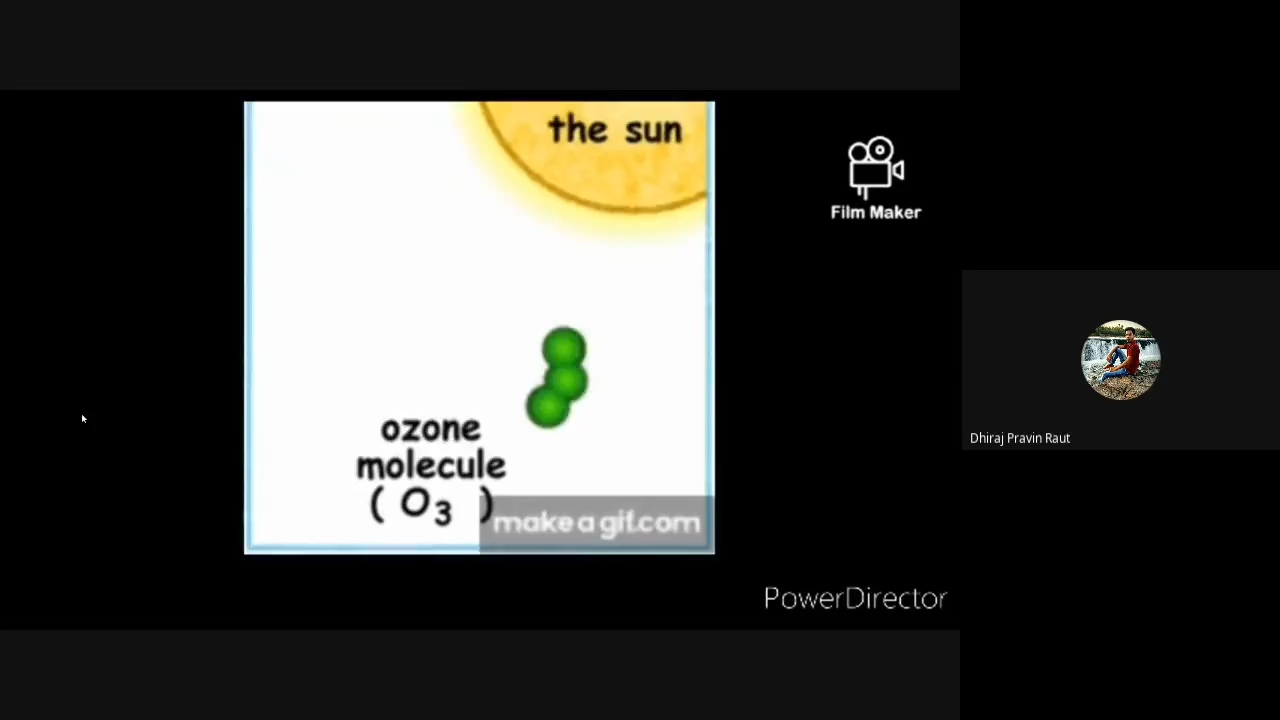 the sun
Film Maker
ozone
molecule
( O₃ )
make a gif.com
Dhiraj Pravin Raut
PowerDirector